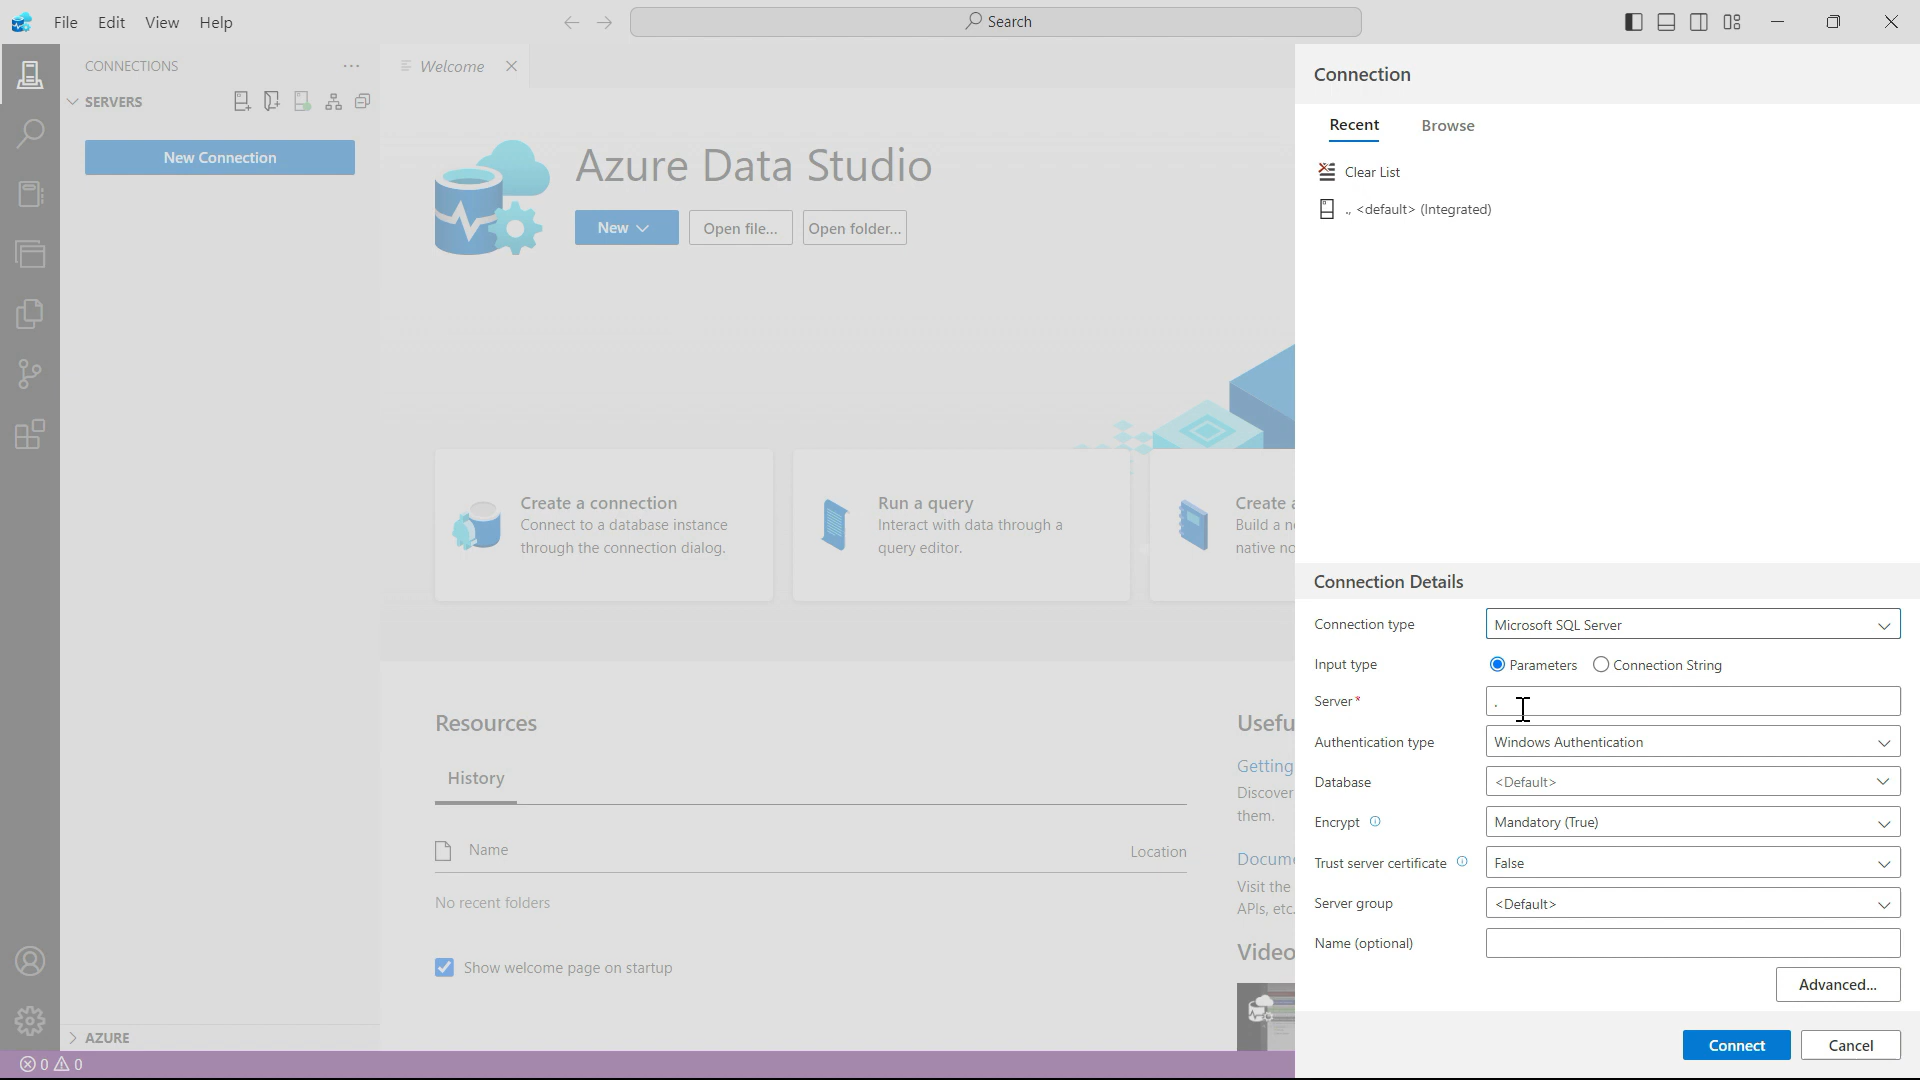 File Edit View Help
Search
CONNECTIONS
SERVERS
New Connection
AZURE
0 0
Welcome
Azure Data Studio
New
Open file...
Open folder...
Create a connection
Connect to a database instance
through the connection dialog.
Run a query
Interact with data through a
query editor.
Create a
Build a n
native no
Resources
History
Name Location
No recent folders
Show welcome page on startup
Usefu
Getting
Discover
them.
Docume
Visit the
APIs, etc.
Video
Connection
Recent Browse
Clear List
., <default> (Integrated)
Connection Details
Connection type Microsoft SQL Server
Input type Parameters Connection String
Server* .
Authentication type Windows Authentication
Database <Default>
Encrypt Mandatory (True)
Trust server certificate False
Server group <Default>
Name (optional)
Advanced...
Connect Cancel